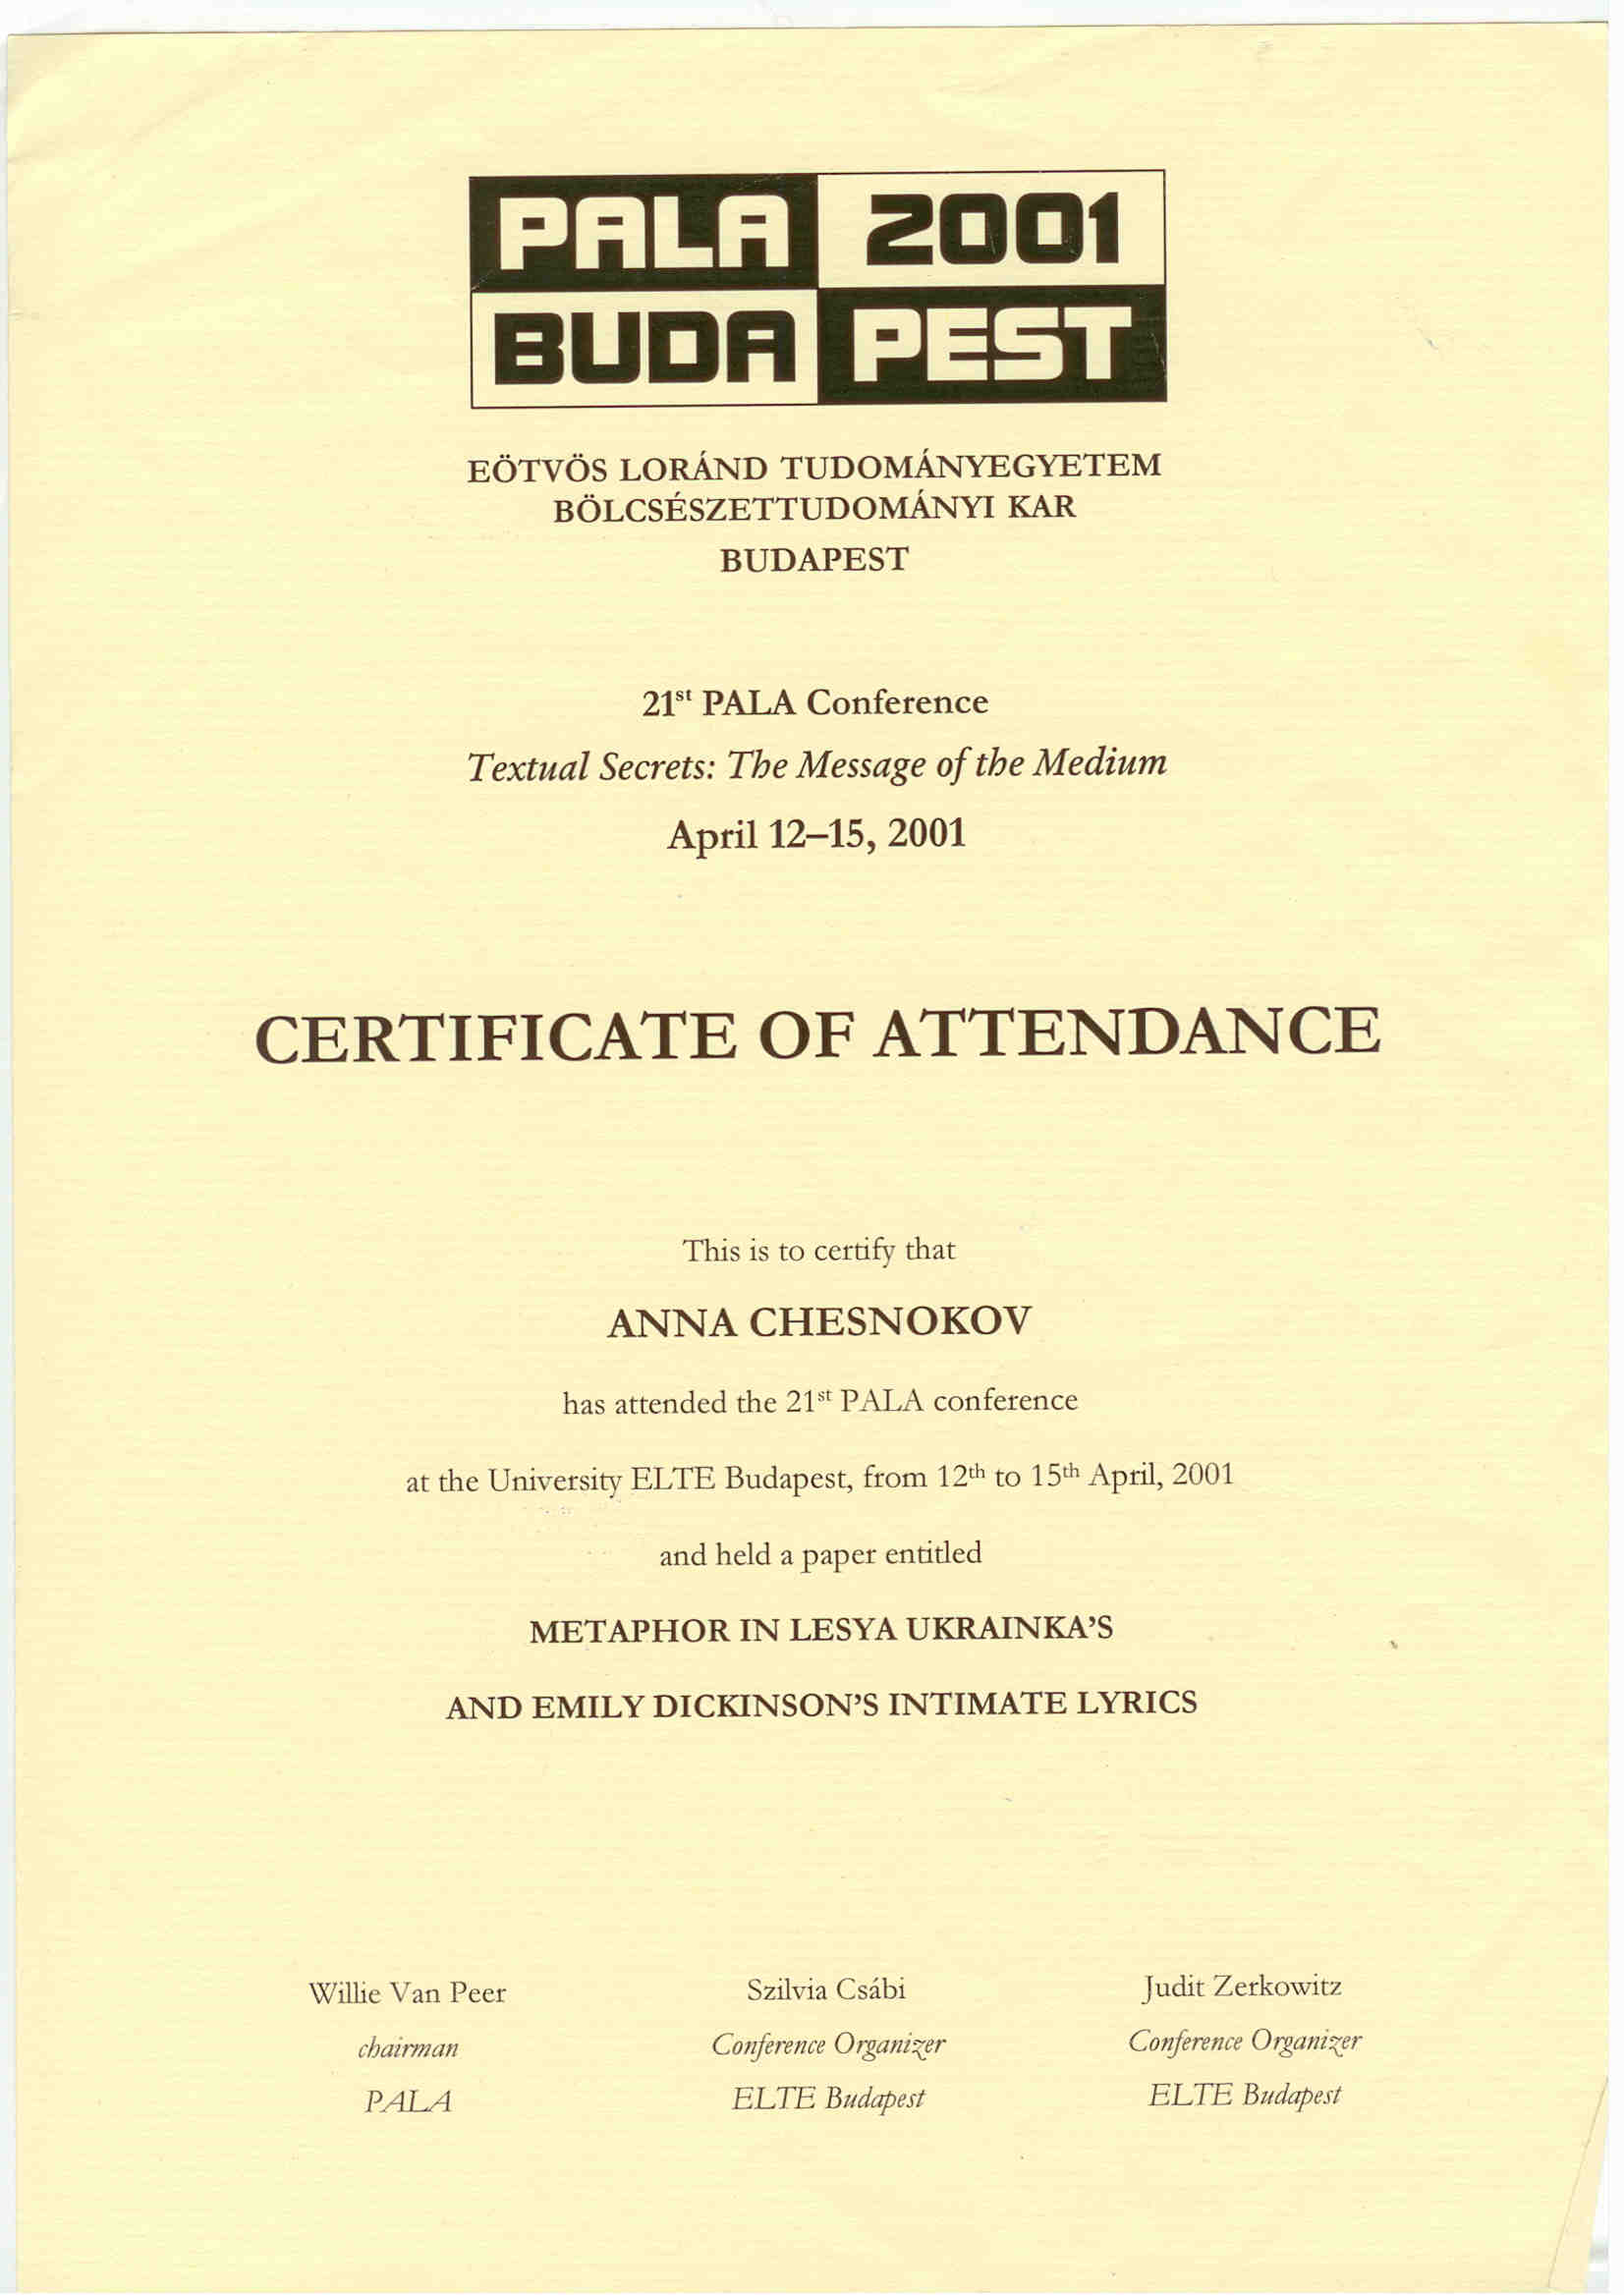 PALA 2001
BUDA PEST
EÖTVÖS LORÁND TUDOMÁNYEGYETEM
BÖLCSÉSZETTUDOMÁNYI KAR
BUDAPEST
21st PALA Conference
Textual Secrets: The Message of the Medium
April 12–15, 2001
CERTIFICATE OF ATTENDANCE
This is to certify that
ANNA CHESNOKOV
has attended the 21st PALA conference
at the University ELTE Budapest, from 12th to 15th April, 2001
and held a paper entitled
METAPHOR IN LESYA UKRAINKA'S
AND EMILY DICKINSON'S INTIMATE LYRICS
Willie Van Peer
chairman
PALA
Szilvia Csábi
Conference Organizer
ELTE Budapest
Judit Zerkowitz
Conference Organizer
ELTE Budapest